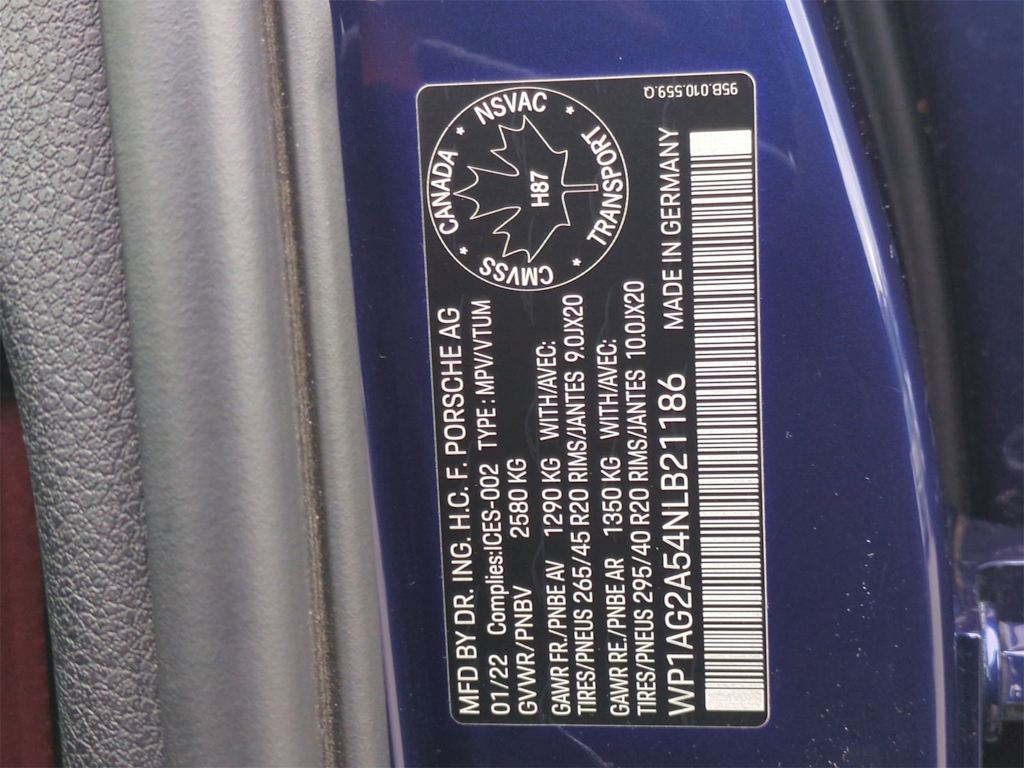 MFD BY DR. ING. H.C. F. PORSCHE AG
01/22 Complies:ICES-002 TYPE : MPV/VTUM
GVWR/PNBV 2580 KG
GAWR FR./PNBE AV 1290 KG WITH/AVEC:
TIRES/PNEUS 265/45 R20 RIMS/JANTES 9,0JX20
GAWR RE./PNBE AR 1350 KG WITH/AVEC:
TIRES/PNEUS 295/40 R20 RIMS/JANTES 10,0JX20
WP1AG2A54NLB21186 MADE IN GERMANY
CANADA * NSVAC * TRANSPORT * CMVSS *
H87
95B.010.559.Q